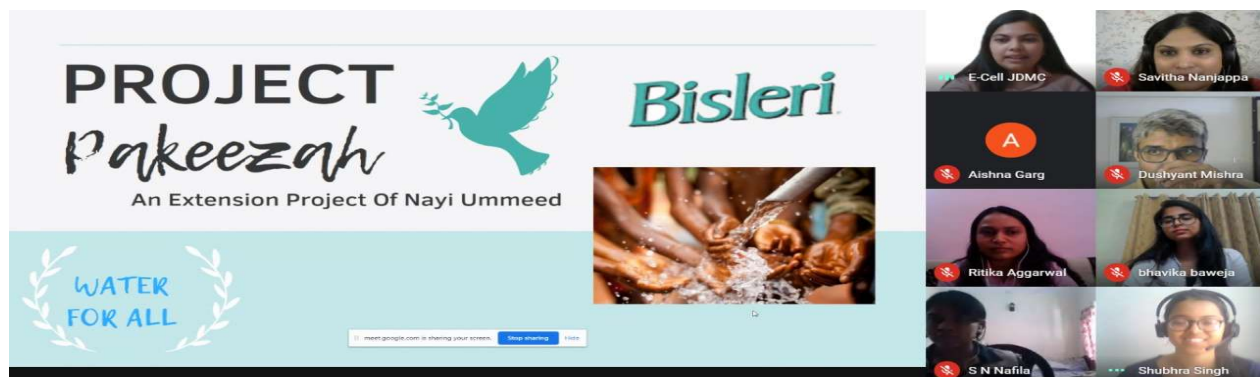 PROJECT
Pakeezah
An Extension Project Of Nayi Ummeed
Bisleri
WATER
FOR ALL
meet.google.com is sharing your screen.
Stop sharing
Hide
E-Cell JDMC
Savitha Nanjappa
A
Aishna Garg
Dushyant Mishra
Ritika Aggarwal
bhavika baweja
S N Nafila
Shubhra Singh